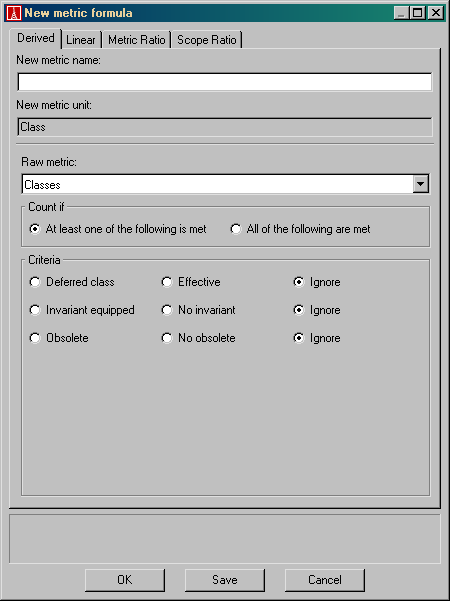 New metric formula
Derived Linear Metric Ratio Scope Ratio
New metric name:
New metric unit:
Class
Raw metric:
Classes
Count if
At least one of the following is met All of the following are met
Criteria
Deferred class Effective Ignore
Invariant equipped No invariant Ignore
Obsolete No obsolete Ignore
OK Save Cancel